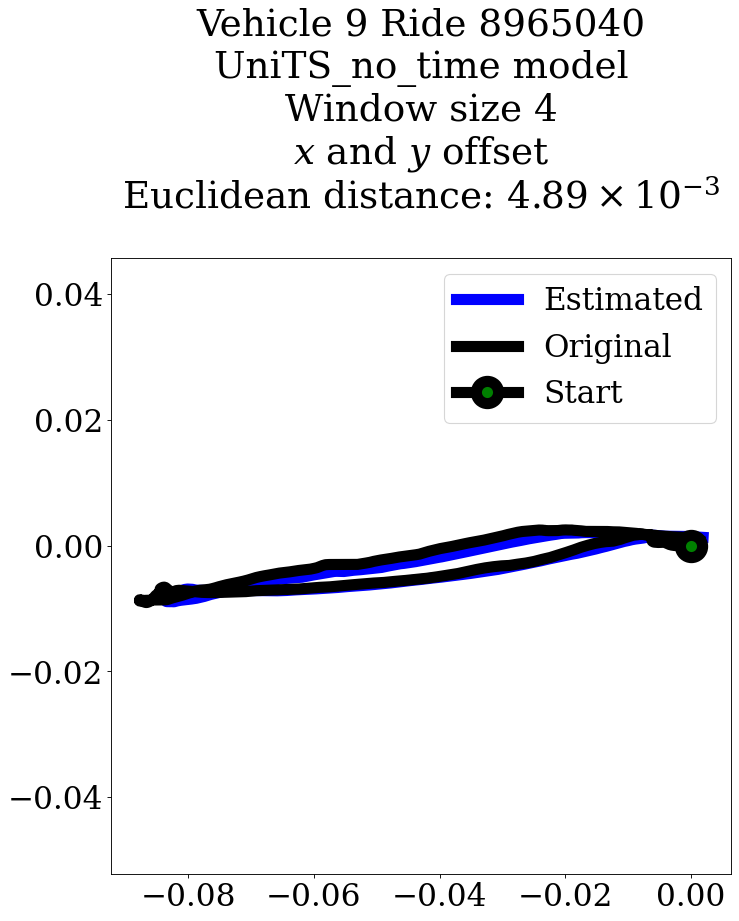 Vehicle 9 Ride 8965040
UniTS_no_time model
Window size 4
x and y offset
Euclidean distance: 4.89 × 10⁻³
Estimated
Original
Start
0.04
0.02
0.00
−0.02
−0.04
−0.08
−0.06
−0.04
−0.02
0.00